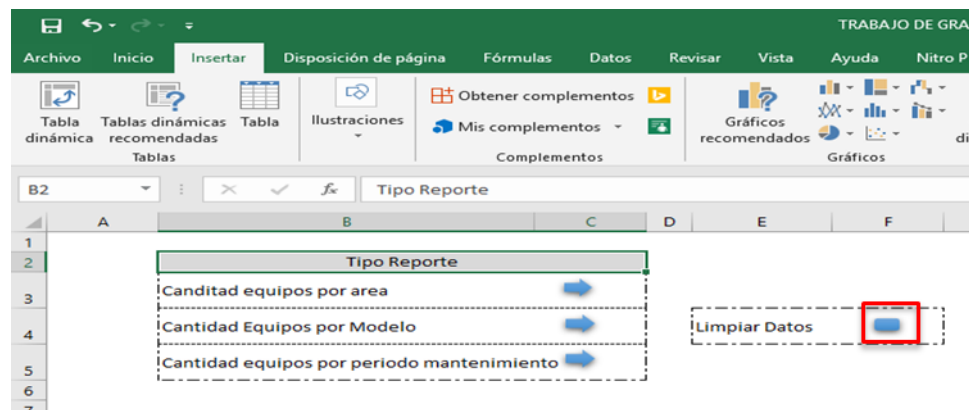 TRABAJO DE GRA
Archivo Inicio Insertar Disposición de página Fórmulas Datos Revisar Vista Ayuda Nitro P
Tabla dinámica
Tablas dinámicas recomendadas
Tabla
Tablas
Ilustraciones
Obtener complementos
Mis complementos
Complementos
Gráficos recomendados
Gráficos
di
B2 fx Tipo Reporte
A B C D E F
1
2 Tipo Reporte
3 Canditad equipos por area
4 Cantidad Equipos por Modelo Limpiar Datos
5 Cantidad equipos por periodo mantenimiento
6
7